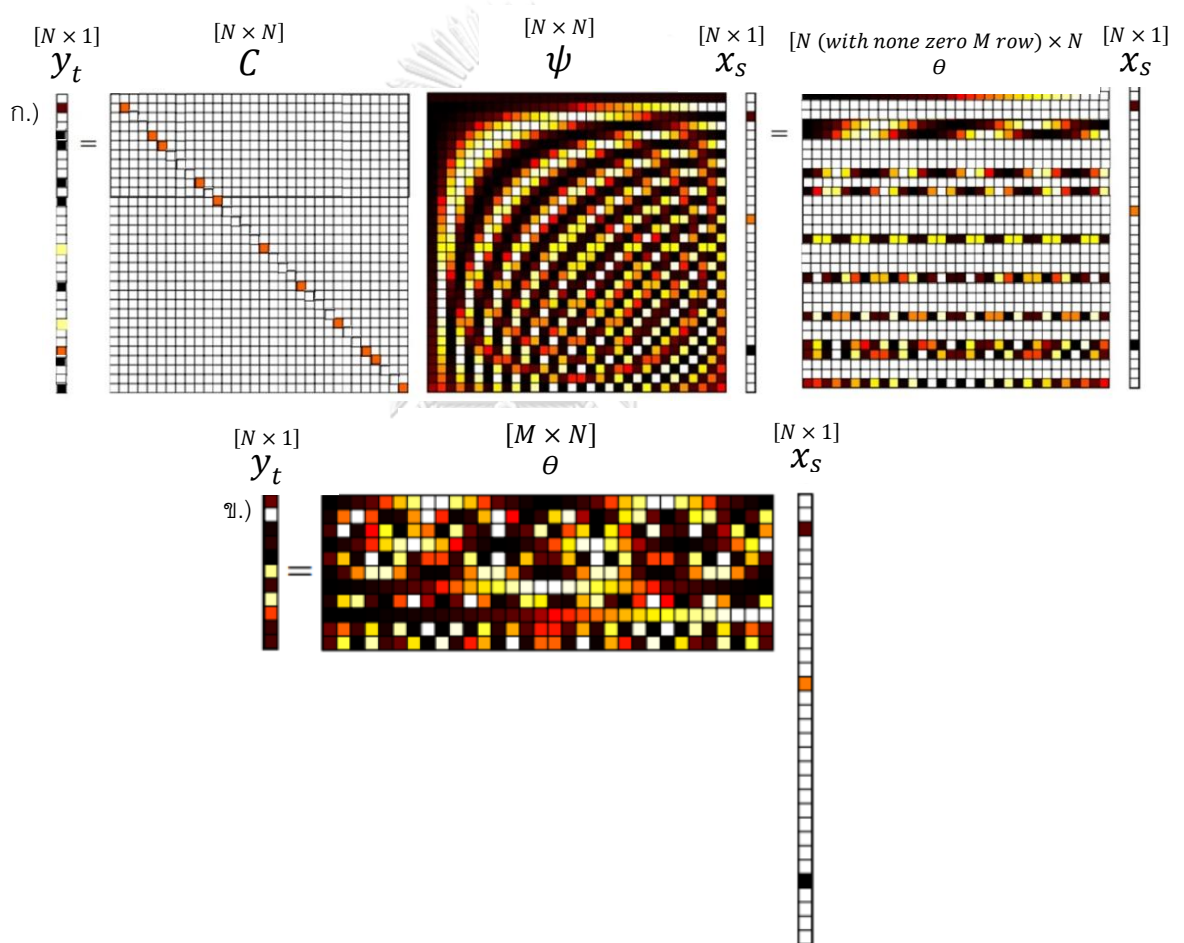 [N × 1] [N × N] [N × N] [N × 1] [N (with none zero M row) × N [N × 1]
y_t C ψ x_s θ x_s
ก.) = =
[N × 1] [M × N] [N × 1]
y_t θ x_s
ข.) =